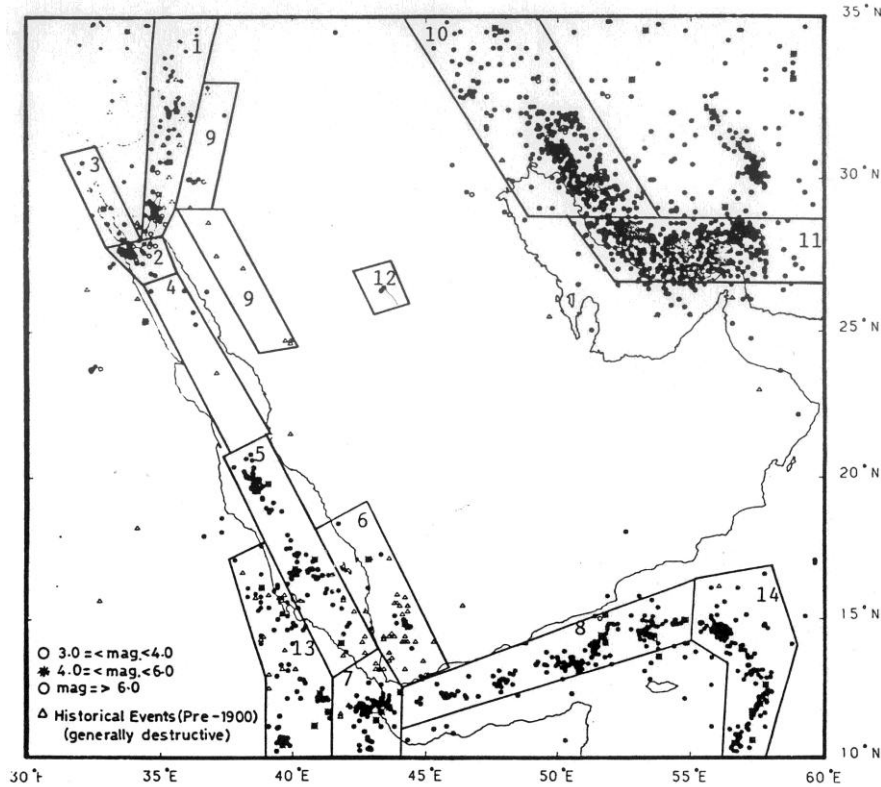 35°N
1
10
9
3
30°N
2
11
4
12
9
25°N
5
20°N
6
14
15°N
8
13
7
○ 3.0 =< mag.<4.0
✷ 4.0 =< mag.<6.0
○ mag => 6.0
△ Historical Events (Pre-1900)
(generally destructive)
10°N
30°E
35°E
40°E
45°E
50°E
55°E
60°E